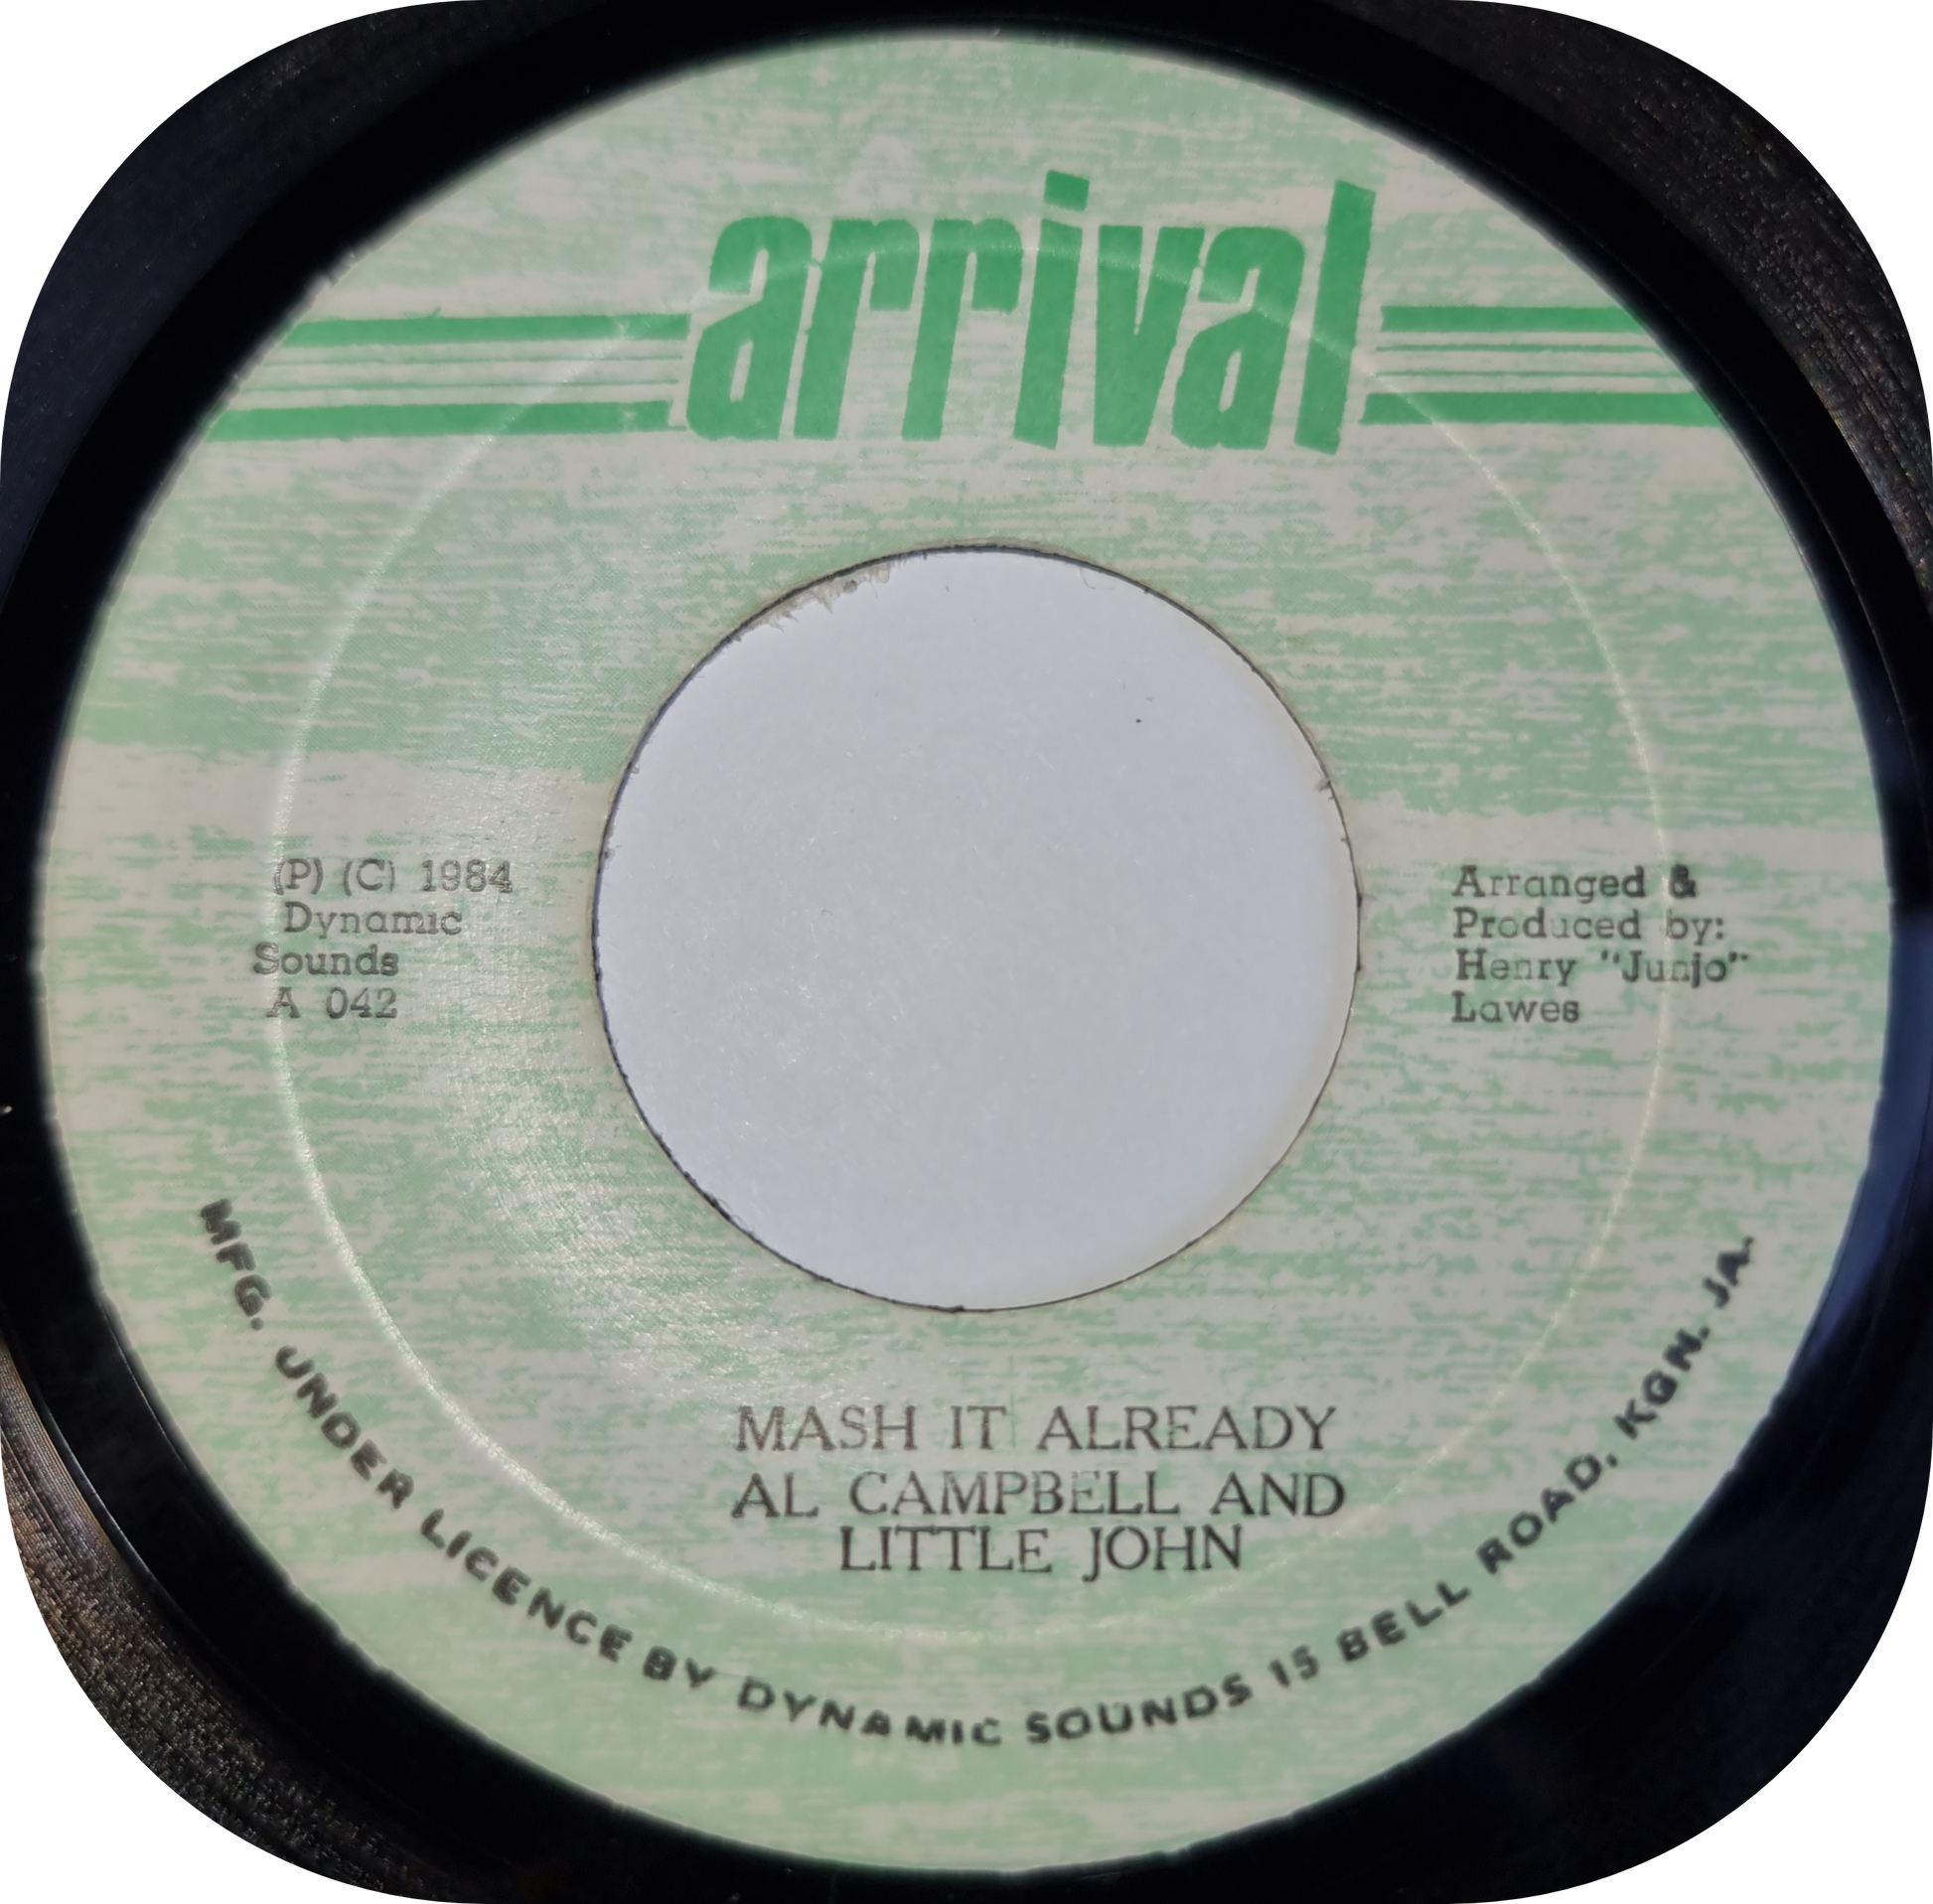 arrival
(P) (C) 1984
Dynamic
Sounds
A 042
Arranged &
Produced by:
Henry "Junjo"
Lawes
MASH IT ALREADY
AL CAMPBELL AND
LITTLE JOHN
MFG. UNDER LICENCE BY DYNAMIC SOUNDS 15 BELL ROAD, KGN. JA.